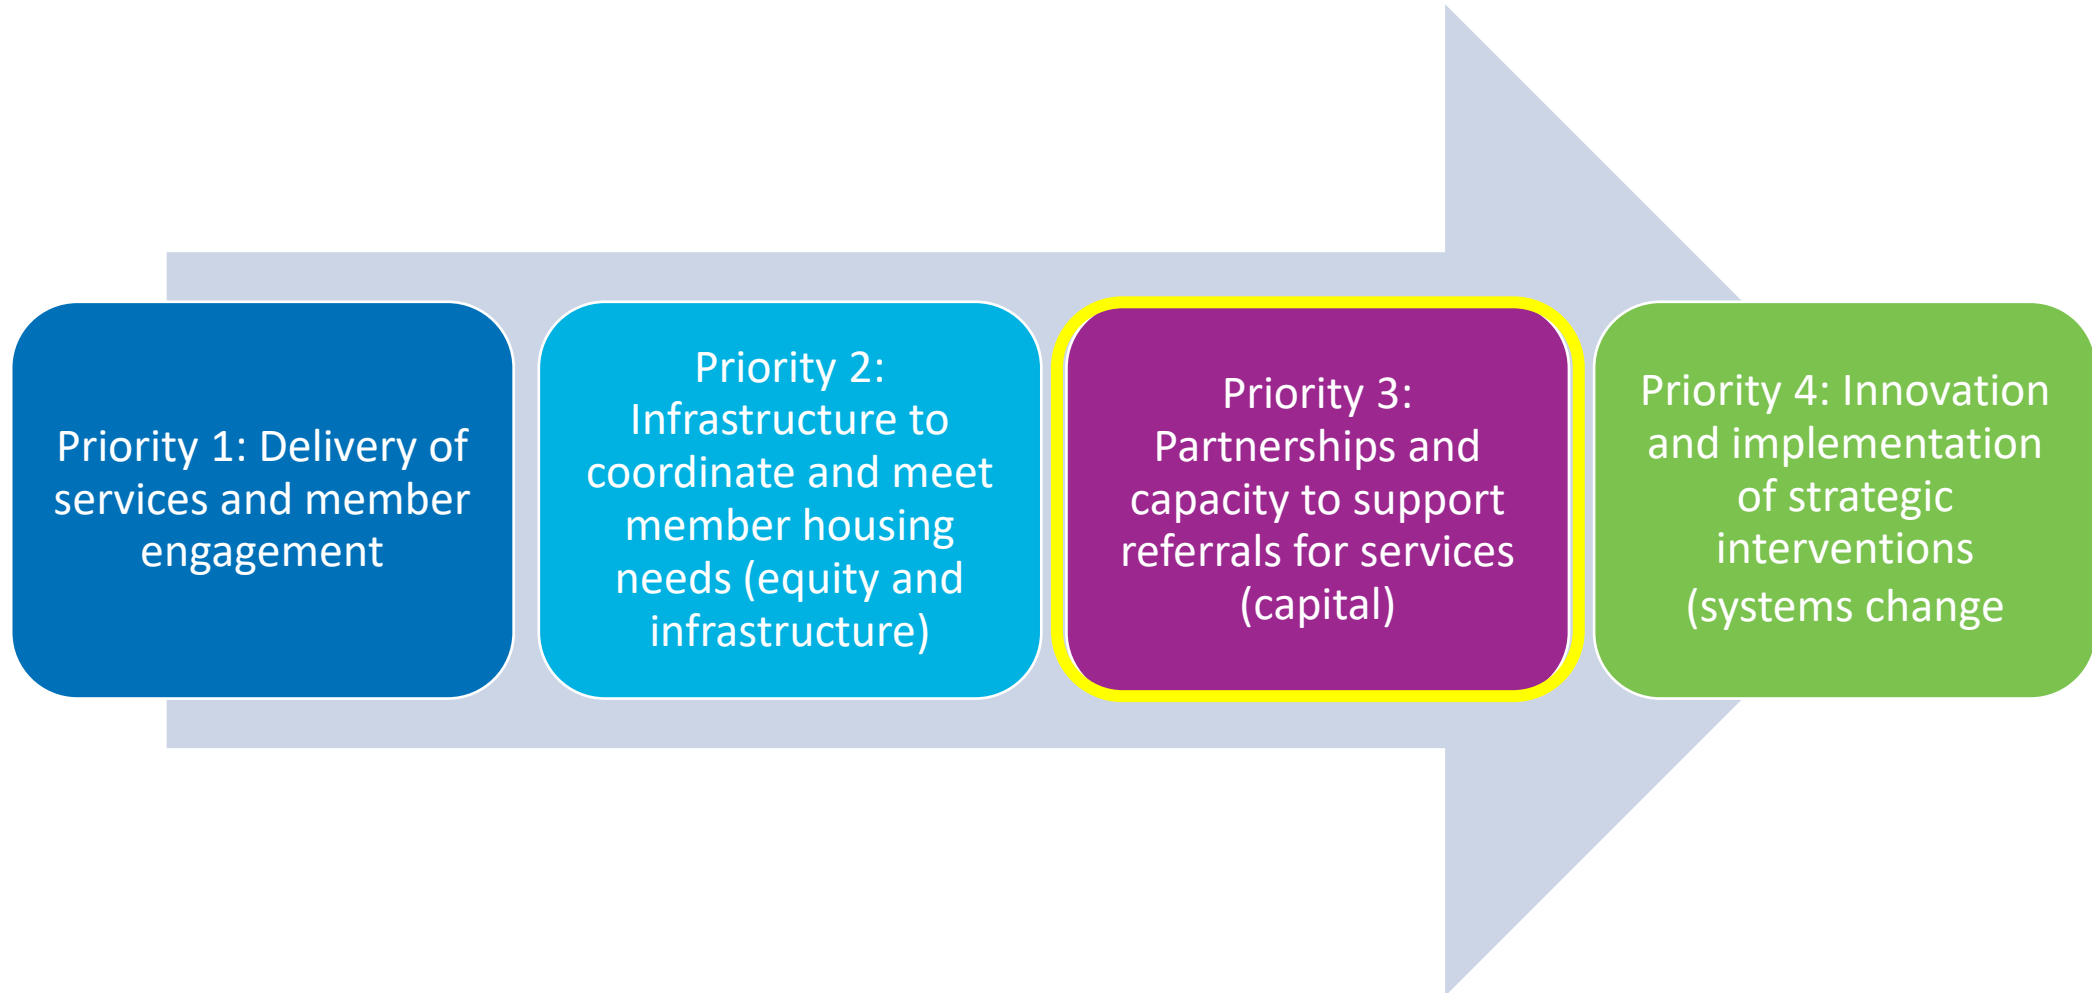 Priority 1: Delivery of
services and member
engagement
Priority 2:
Infrastructure to
coordinate and meet
member housing
needs (equity and
infrastructure)
Priority 3:
Partnerships and
capacity to support
referrals for services
(capital)
Priority 4: Innovation
and implementation
of strategic
interventions
(systems change